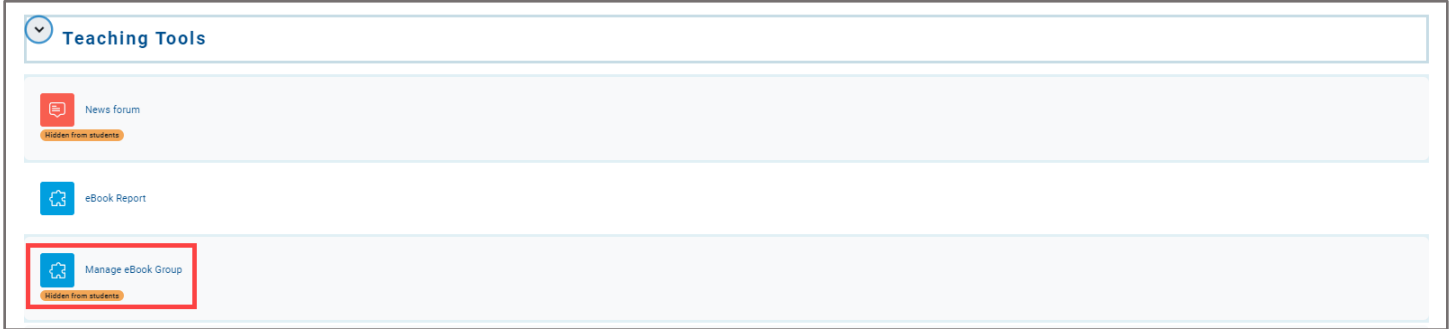 Teaching Tools
News forum
Hidden from students
eBook Report
Manage eBook Group
Hidden from students